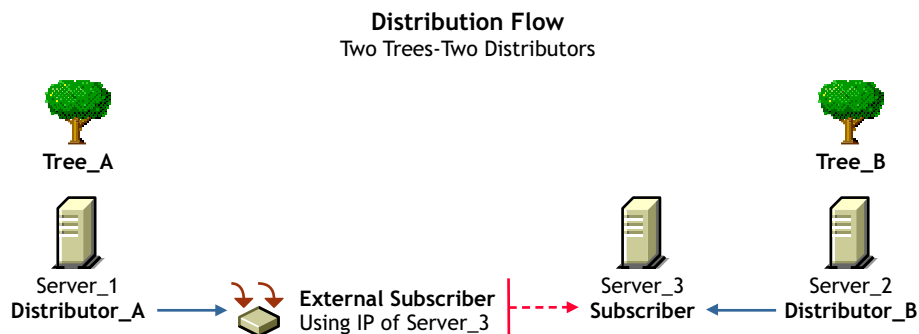 Distribution Flow
Two Trees-Two Distributors
Tree_A
Tree_B
Server_1
Distributor_A
External Subscriber
Using IP of Server_3
Server_3
Subscriber
Server_2
Distributor_B